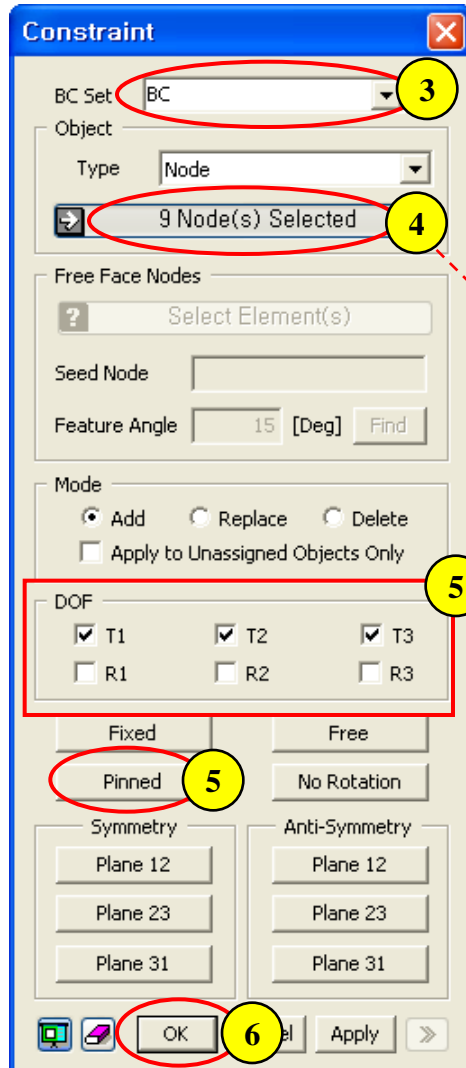 Constraint
BC Set BC 3
Object
Type Node
9 Node(s) Selected 4
Free Face Nodes
? Select Element(s)
Seed Node
Feature Angle 15 [Deg] Find
Mode
Add Replace Delete
Apply to Unassigned Objects Only
5
DOF
T1 T2 T3
R1 R2 R3
Fixed Free
Pinned 5 No Rotation
Symmetry Anti-Symmetry
Plane 12 Plane 12
Plane 23 Plane 23
Plane 31 Plane 31
OK 6 el Apply >>